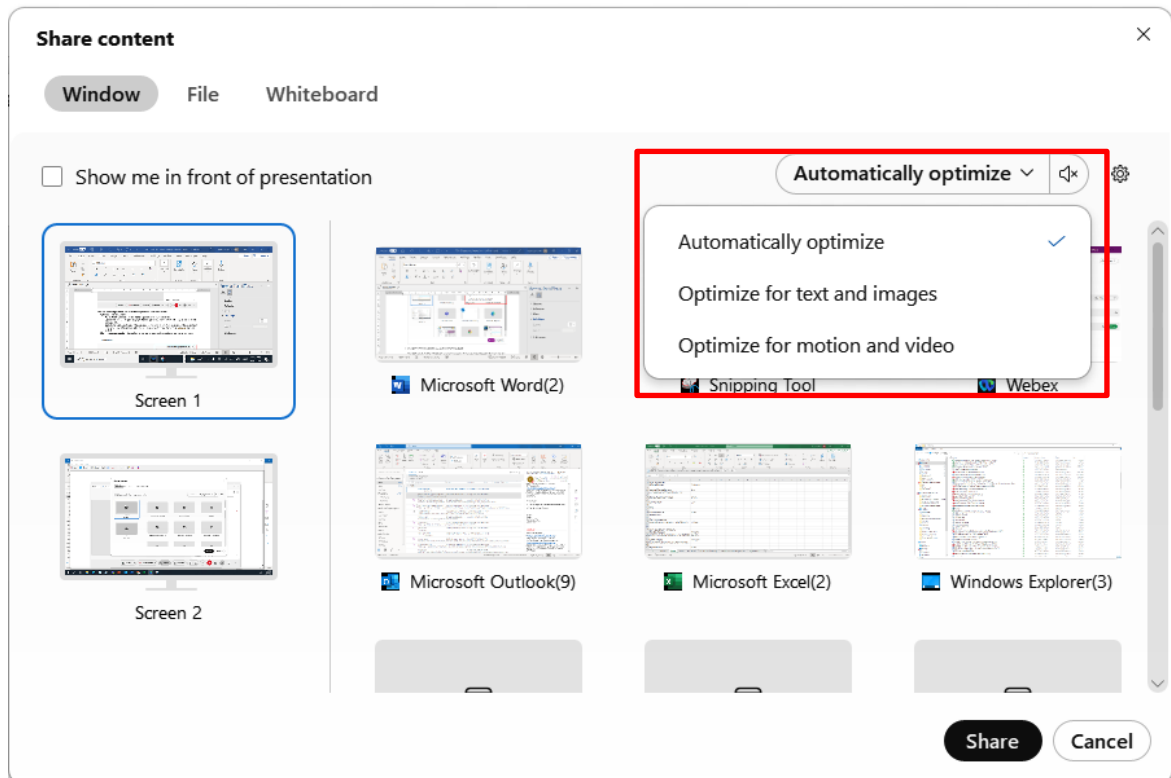 Share content
Window File Whiteboard
Show me in front of presentation
Automatically optimize
Automatically optimize
Optimize for text and images
Optimize for motion and video
Microsoft Word(2)
Snipping Tool
Webex
Screen 1
Microsoft Outlook(9)
Microsoft Excel(2)
Windows Explorer(3)
Screen 2
Share
Cancel